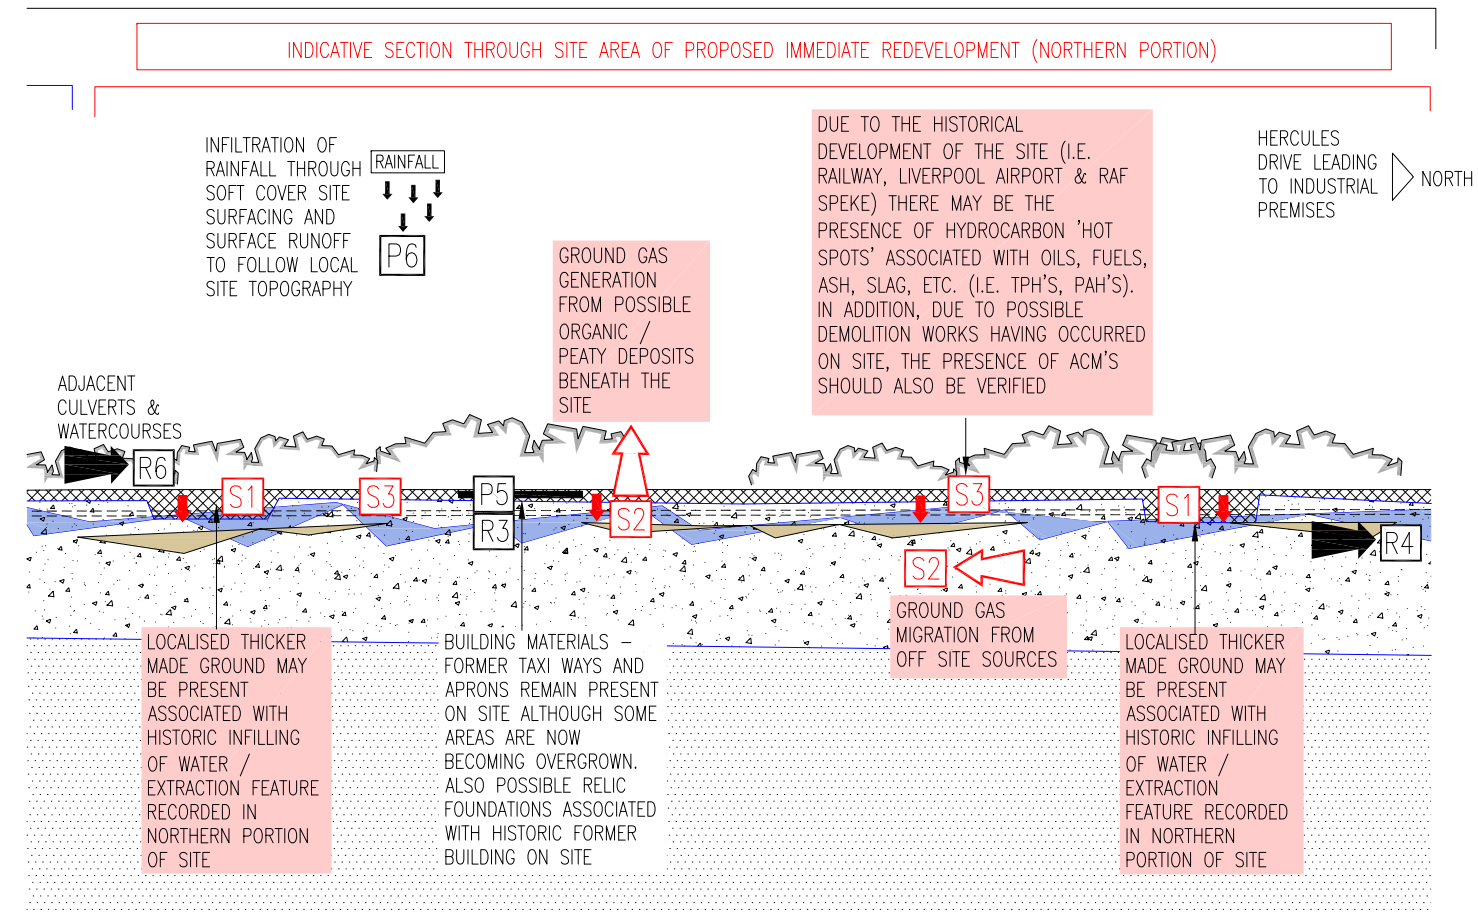 INDICATIVE SECTION THROUGH SITE AREA OF PROPOSED IMMEDIATE REDEVELOPMENT (NORTHERN PORTION)
INFILTRATION OF
RAINFALL THROUGH
SOFT COVER SITE
SURFACING AND
SURFACE RUNOFF
TO FOLLOW LOCAL
SITE TOPOGRAPHY
RAINFALL
P6
GROUND GAS
GENERATION
FROM POSSIBLE
ORGANIC /
PEATY DEPOSITS
BENEATH THE
SITE
DUE TO THE HISTORICAL
DEVELOPMENT OF THE SITE (I.E.
RAILWAY, LIVERPOOL AIRPORT & RAF
SPEKE) THERE MAY BE THE
PRESENCE OF HYDROCARBON 'HOT
SPOTS' ASSOCIATED WITH OILS, FUELS,
ASH, SLAG, ETC. (I.E. TPH'S, PAH'S).
IN ADDITION, DUE TO POSSIBLE
DEMOLITION WORKS HAVING OCCURRED
ON SITE, THE PRESENCE OF ACM'S
SHOULD ALSO BE VERIFIED
HERCULES
DRIVE LEADING
TO INDUSTRIAL
PREMISES
NORTH
ADJACENT
CULVERTS &
WATERCOURSES
R6
S1
S3
P5
R3
S2
S3
S1
R4
S2
GROUND GAS
MIGRATION FROM
OFF SITE SOURCES
LOCALISED THICKER
MADE GROUND MAY
BE PRESENT
ASSOCIATED WITH
HISTORIC INFILLING
OF WATER /
EXTRACTION FEATURE
RECORDED IN
NORTHERN PORTION
OF SITE
BUILDING MATERIALS –
FORMER TAXI WAYS AND
APRONS REMAIN PRESENT
ON SITE ALTHOUGH SOME
AREAS ARE NOW
BECOMING OVERGROWN.
ALSO POSSIBLE RELIC
FOUNDATIONS ASSOCIATED
WITH HISTORIC FORMER
BUILDING ON SITE
LOCALISED THICKER
MADE GROUND MAY
BE PRESENT
ASSOCIATED WITH
HISTORIC INFILLING
OF WATER /
EXTRACTION
FEATURE RECORDED
IN NORTHERN
PORTION OF SITE